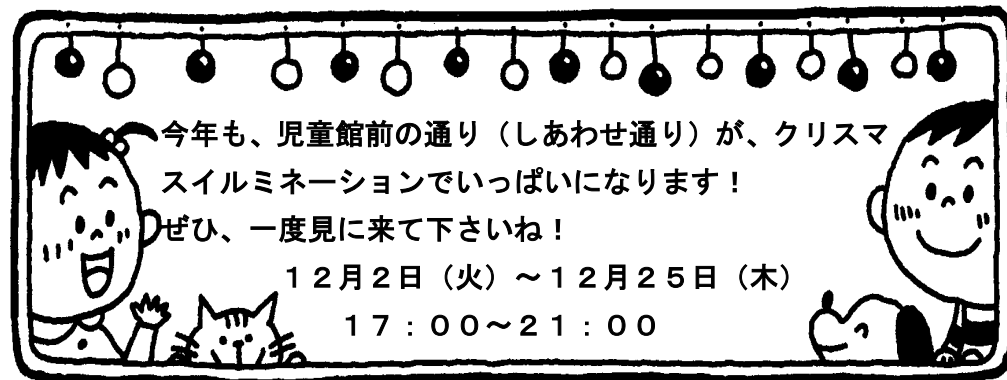 今年も、児童館前の通り（しあわせ通り）が、クリスマ
スイルミネーションでいっぱいになります！
ぜひ、一度見に来て下さいね！
１２月２日（火）～１２月２５日（木）
１７：００～２１：００